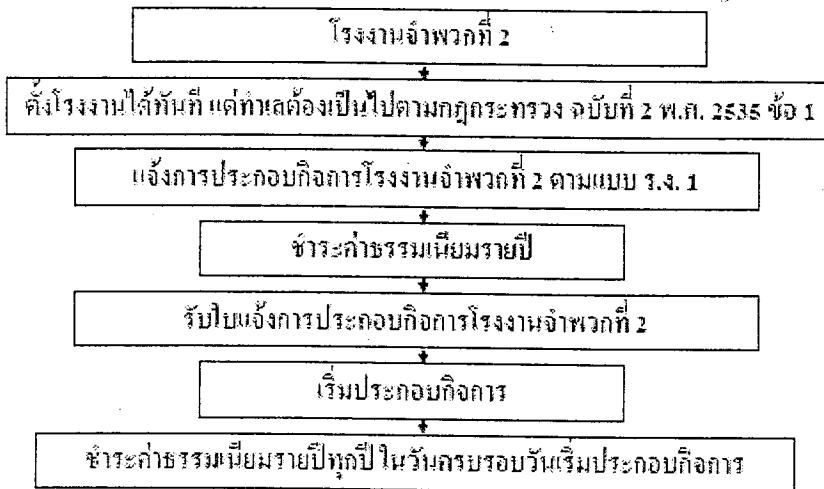 โรงงานจำพวกที่ 2
ตั้งโรงงานได้ทันที แต่ทำเลต้องเป็นไปตามกฎกระทรวง ฉบับที่ 2 พ.ศ. 2535 ข้อ 1
แจ้งการประกอบกิจการโรงงานจำพวกที่ 2 ตามแบบ ร.ง. 1
ชำระค่าธรรมเนียมรายปี
รับใบแจ้งการประกอบกิจการโรงงานจำพวกที่ 2
เริ่มประกอบกิจการ
ชำระค่าธรรมเนียมรายปีทุกปี ในวันครบรอบวันเริ่มประกอบกิจการ